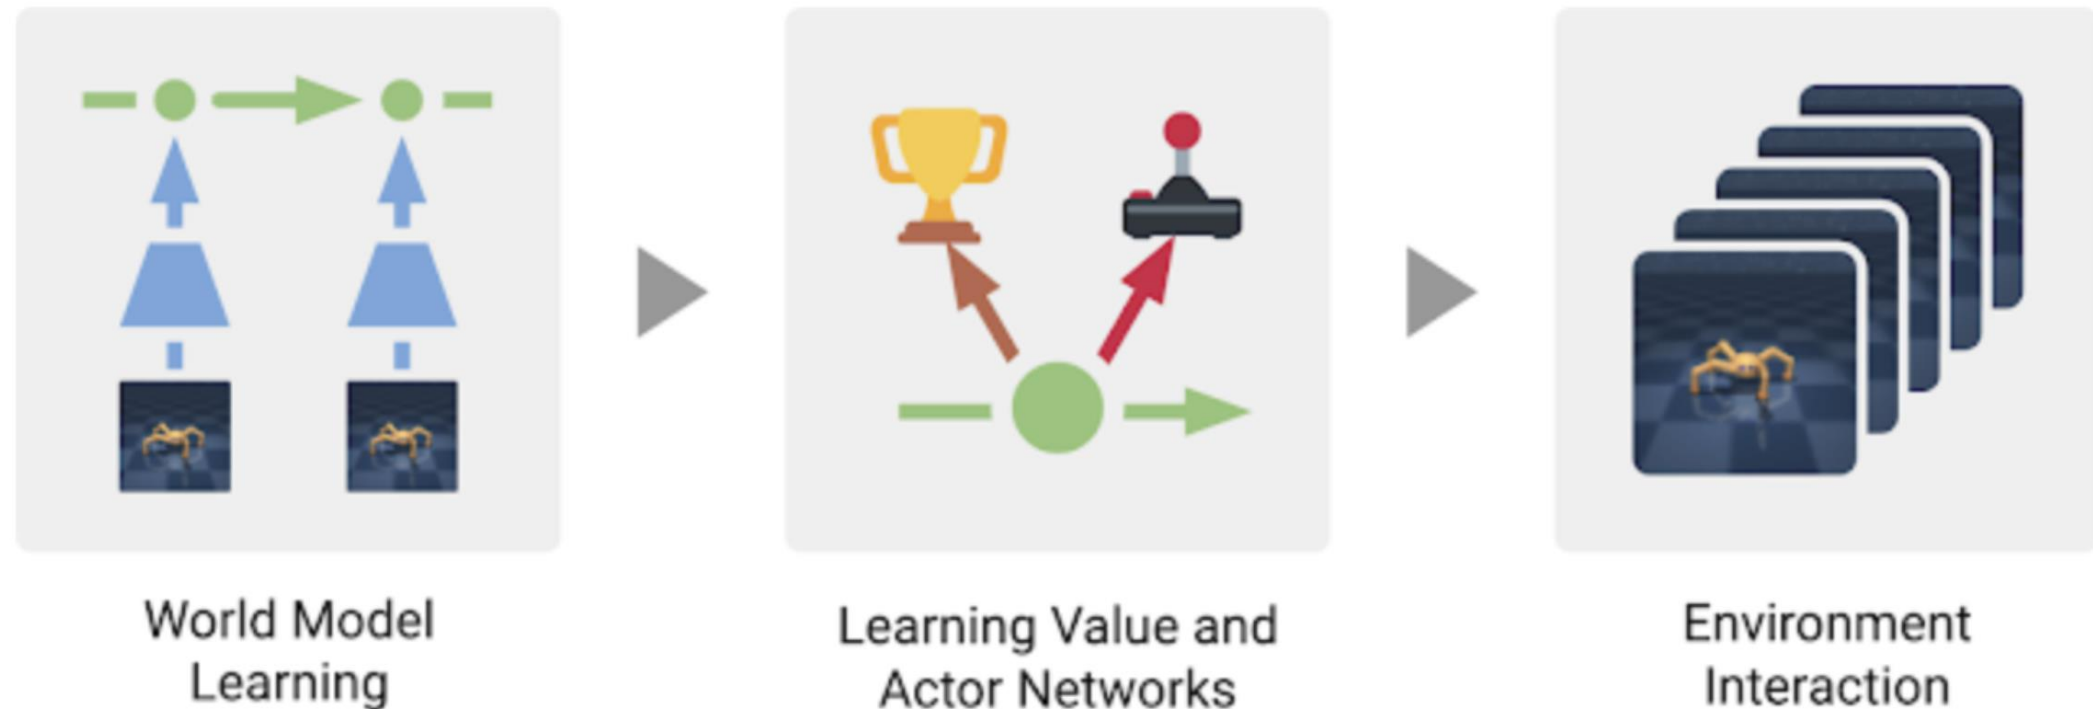 World Model
Learning
Learning Value and
Actor Networks
Environment
Interaction